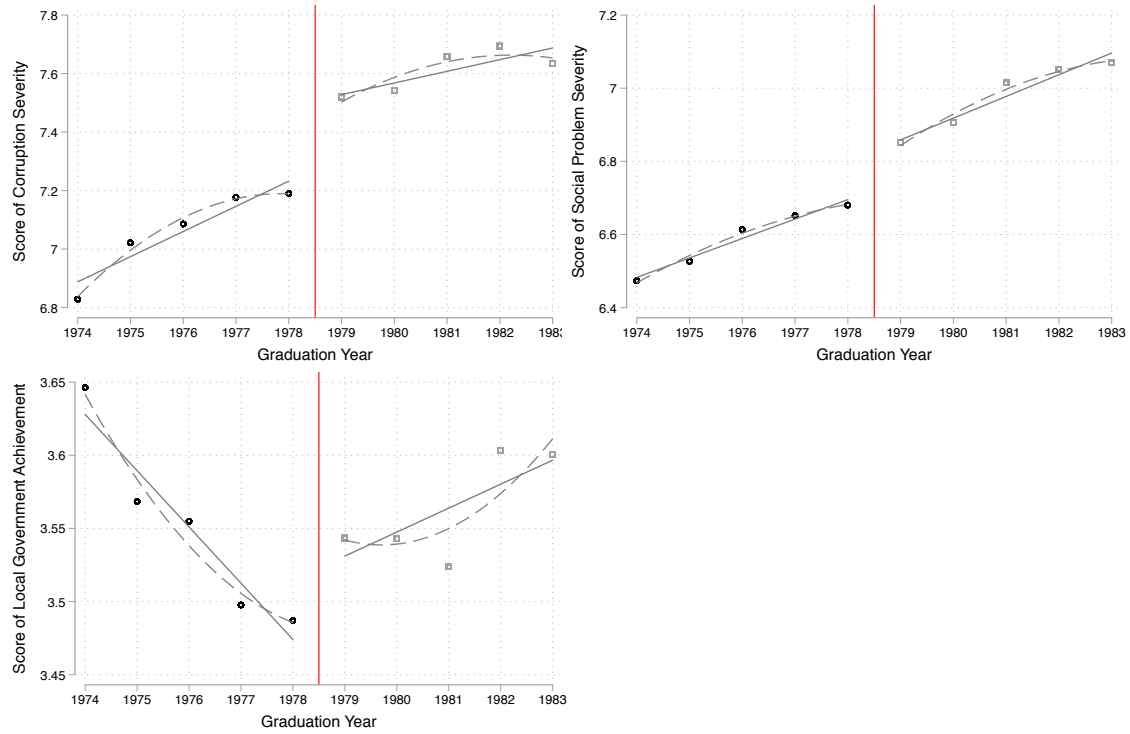 Score of Corruption Severity
7.8
7.6
7.4
7.2
7
6.8
1974 1975 1976 1977 1978 1979 1980 1981 1982 1983
Graduation Year
Score of Social Problem Severity
7.2
7
6.8
6.6
6.4
1974 1975 1976 1977 1978 1979 1980 1981 1982 1983
Graduation Year
Score of Local Government Achievement
3.65
3.6
3.55
3.5
3.45
1974 1975 1976 1977 1978 1979 1980 1981 1982 1983
Graduation Year